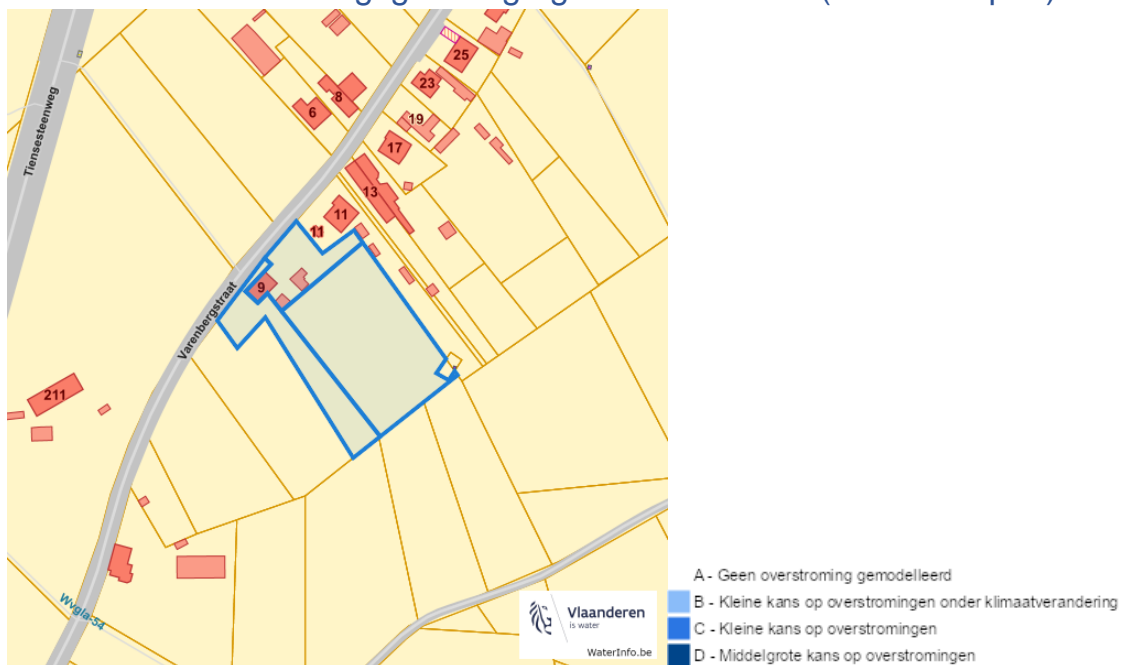 25
23
8
6
19
17
Tiensesteenweg
13
11
11
9
Varenbergstraat
211
Wvgla-54
Vlaanderen
is water
WaterInfo.be
A - Geen overstroming gemodelleerd
B - Kleine kans op overstromingen onder klimaatverandering
C - Kleine kans op overstromingen
D - Middelgrote kans op overstromingen